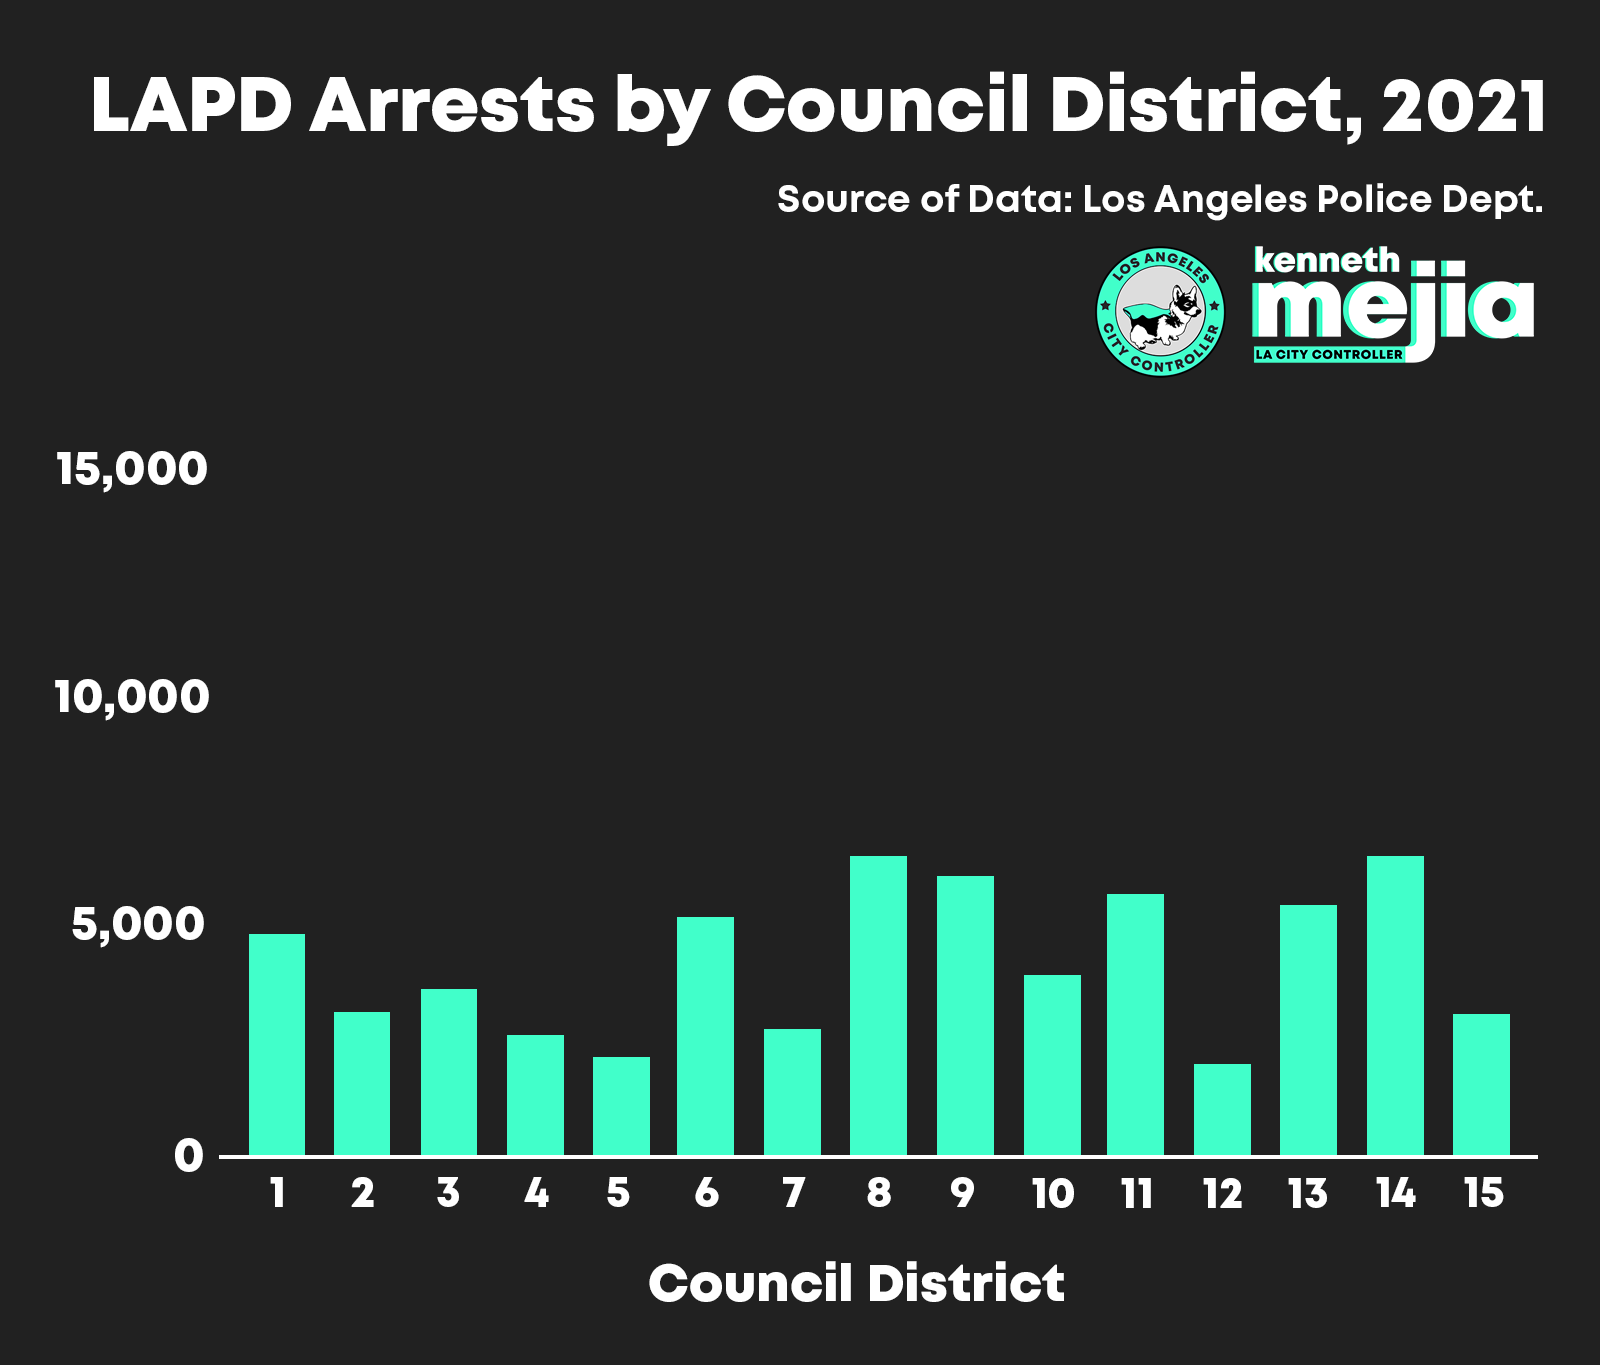 LAPD Arrests by Council District, 2021
Source of Data: Los Angeles Police Dept.
LOS ANGELES
CITY CONTROLLER
kenneth
mejia
LA CITY CONTROLLER
15,000
10,000
5,000
0
1 2 3 4 5 6 7 8 9 10 11 12 13 14 15
Council District